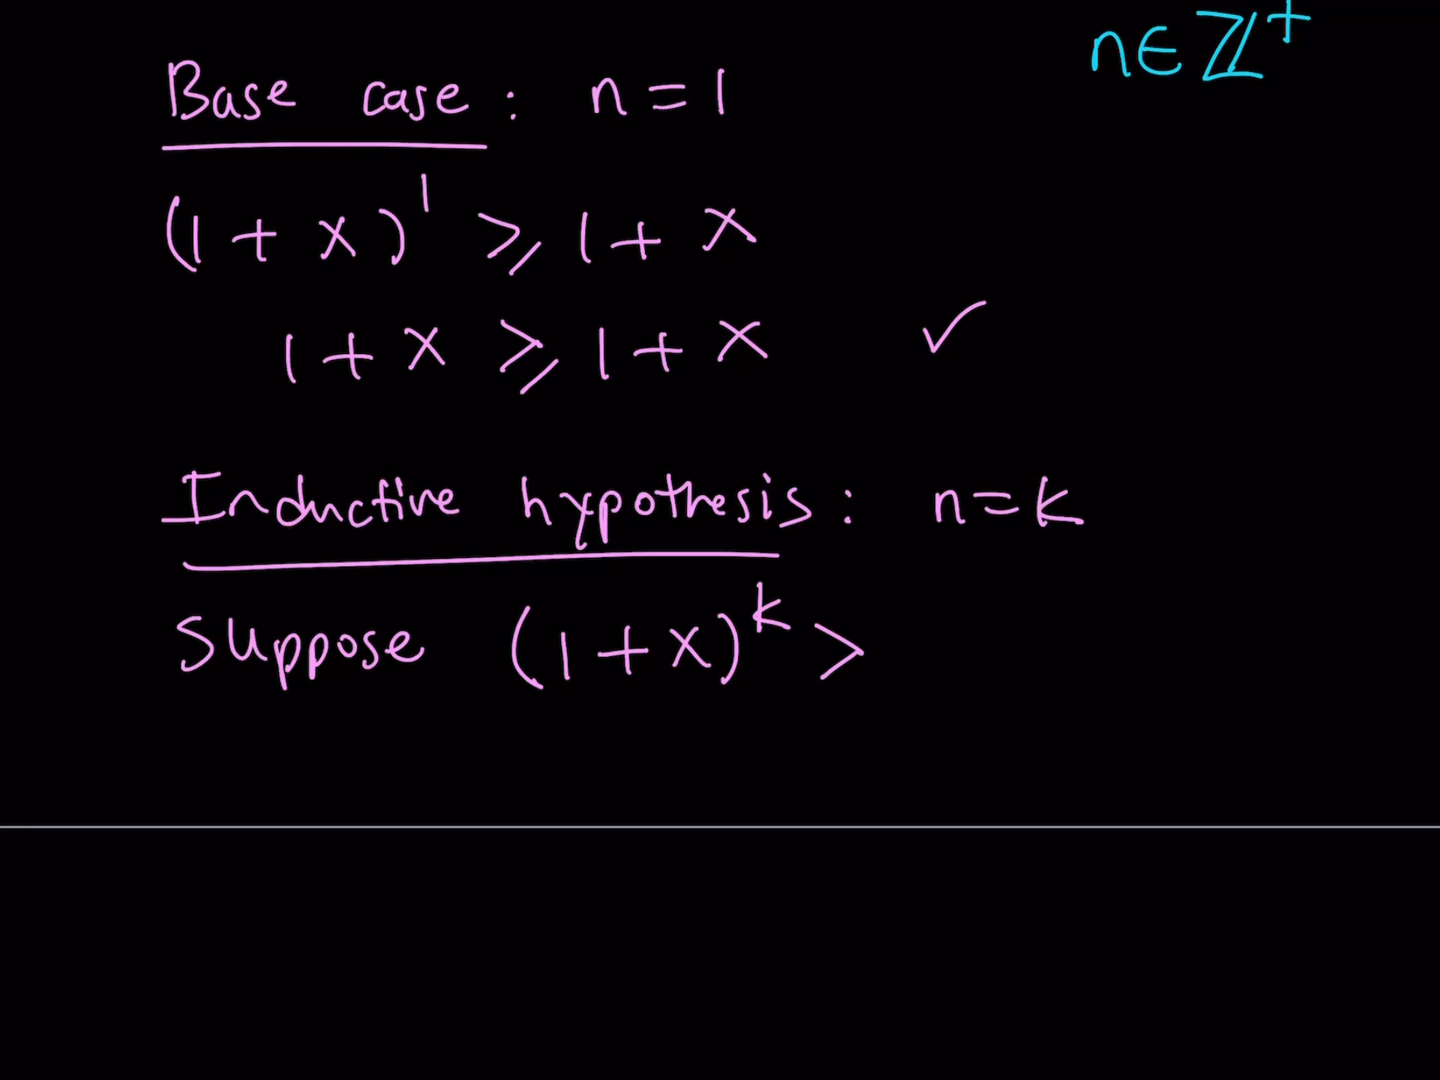 n∈ℤ⁺
Base case: n=1
(1+x)¹ ⩾ 1+x
1+x ⩾ 1+x ✓
Inductive hypothesis: n=k
Suppose (1+x)ᵏ >